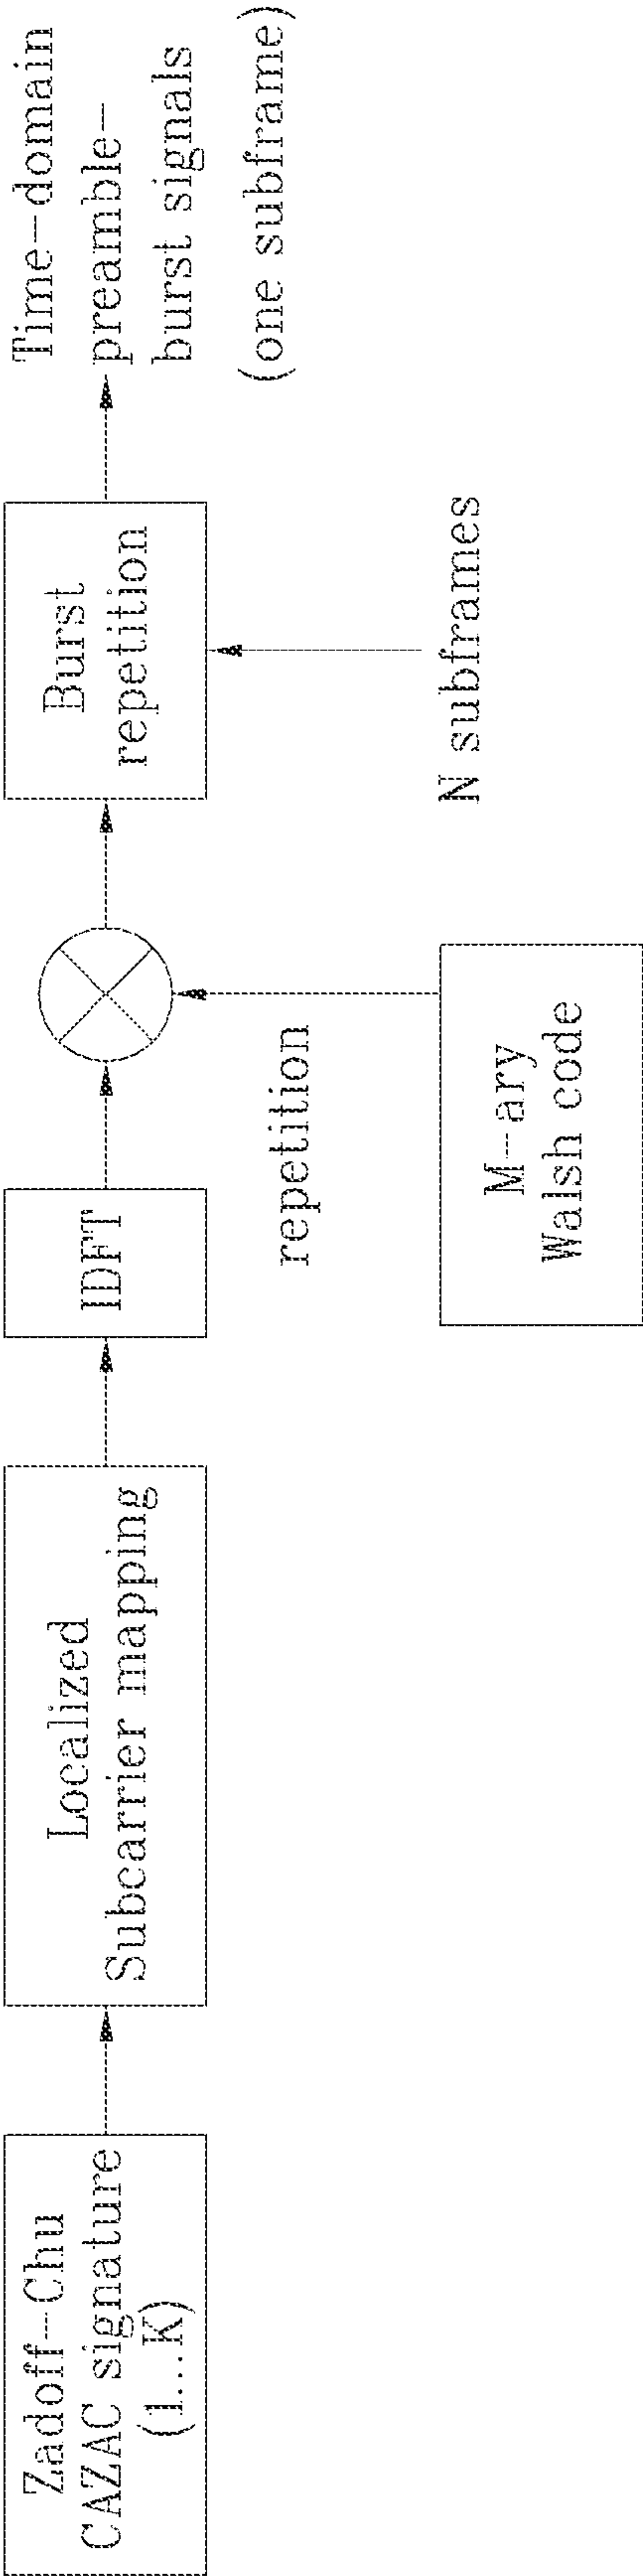 Zadoff-Chu
CAZAC signature
(1...K)
Localized
Subcarrier mapping
IDFT
repetition
M-ary
Walsh code
Burst
repetition
N subframes
Time-domain
preamble-
burst signals
(one subframe)